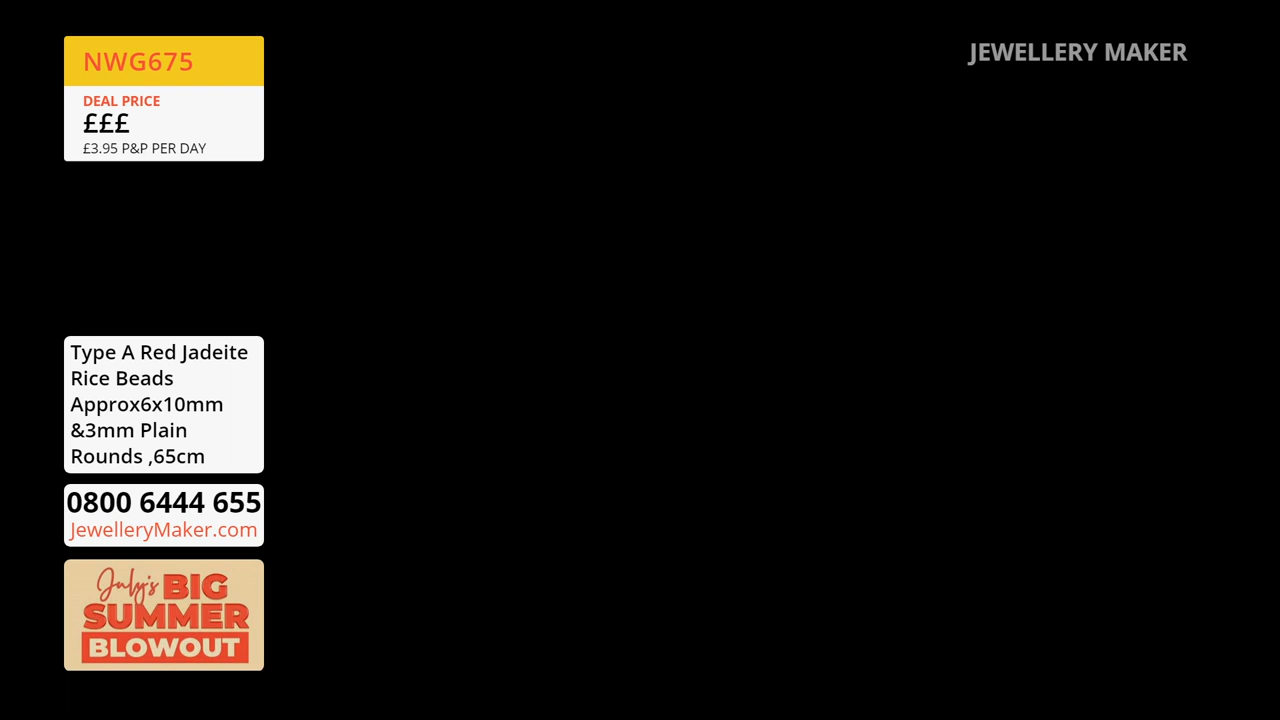 NWG675
DEAL PRICE
£££
£3.95 P&P PER DAY
JEWELLERY MAKER
Type A Red Jadeite
Rice Beads
Approx6x10mm
&3mm Plain
Rounds ,65cm
0800 6444 655
JewelleryMaker.com
July's BIG
SUMMER
BLOWOUT